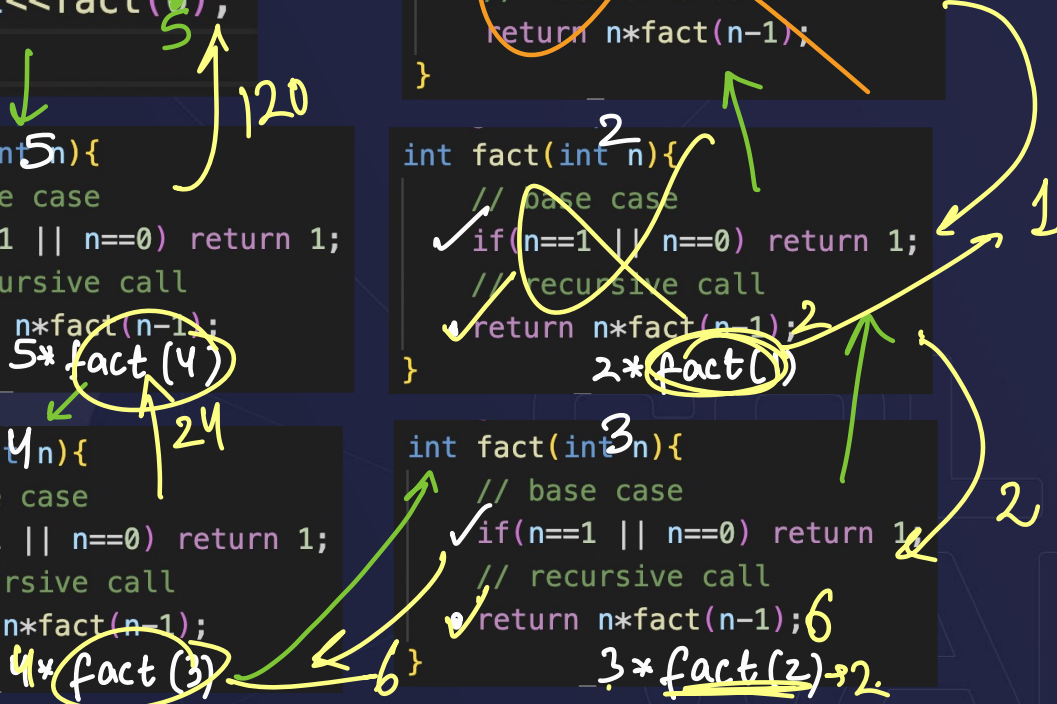 <<fact(
5
);
120
5
nt n){
e case
1 || n==0) return 1;
ursive call
n*fact(n-1);
5* fact(4)
24
4
t n){
case
|| n==0) return 1;
rsive call
n*fact(n-1);
4* fact(3)
6
return n*fact(n-1);
}
2
int fact(int n){
// base case
if(n==1 || n==0) return 1;
// recursive call
return n*fact(n-1); 2
2*fact(1)
}
1
3
int fact(int n){
// base case
if(n==1 || n==0) return 1;
// recursive call
return n*fact(n-1); 6
}
3*fact(2)→2.
2